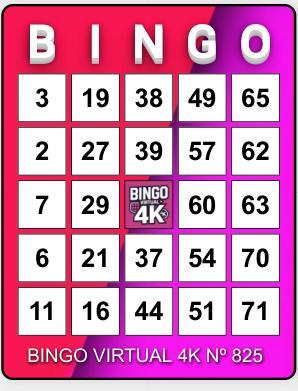 BINGO
3 19 38 49 65
2 27 39 57 62
7 29 BINGO VIRTUAL 4K 60 63
6 21 37 54 70
11 16 44 51 71
BINGO VIRTUAL 4K Nº 825